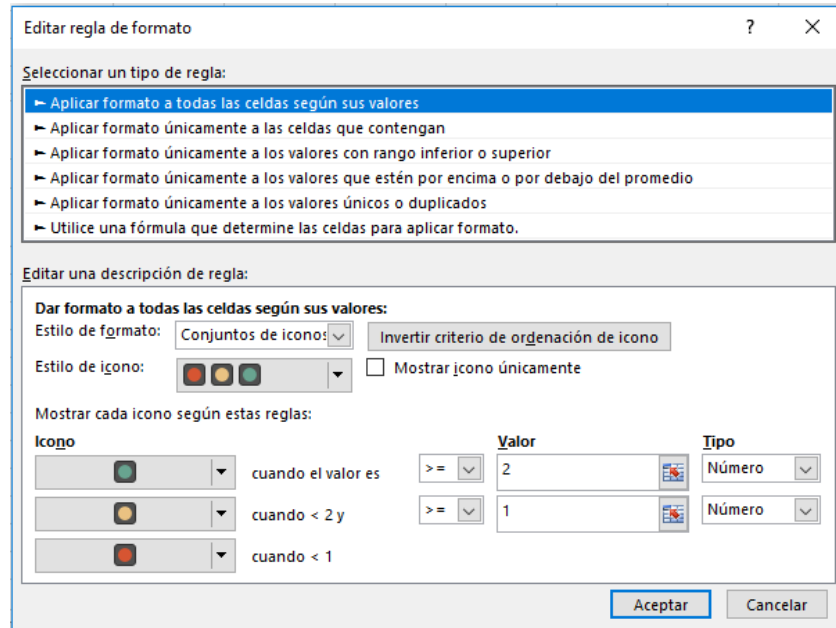 Editar regla de formato ?
Seleccionar un tipo de regla:
► Aplicar formato a todas las celdas según sus valores
► Aplicar formato únicamente a las celdas que contengan
► Aplicar formato únicamente a los valores con rango inferior o superior
► Aplicar formato únicamente a los valores que estén por encima o por debajo del promedio
► Aplicar formato únicamente a los valores únicos o duplicados
► Utilice una fórmula que determine las celdas para aplicar formato.
Editar una descripción de regla:
Dar formato a todas las celdas según sus valores:
Estilo de formato: Conjuntos de iconos Invertir criterio de ordenación de icono
Estilo de icono: Mostrar icono únicamente
Mostrar cada icono según estas reglas:
Icono Valor Tipo
cuando el valor es >= 2 Número
cuando < 2 y >= 1 Número
cuando < 1
Aceptar Cancelar